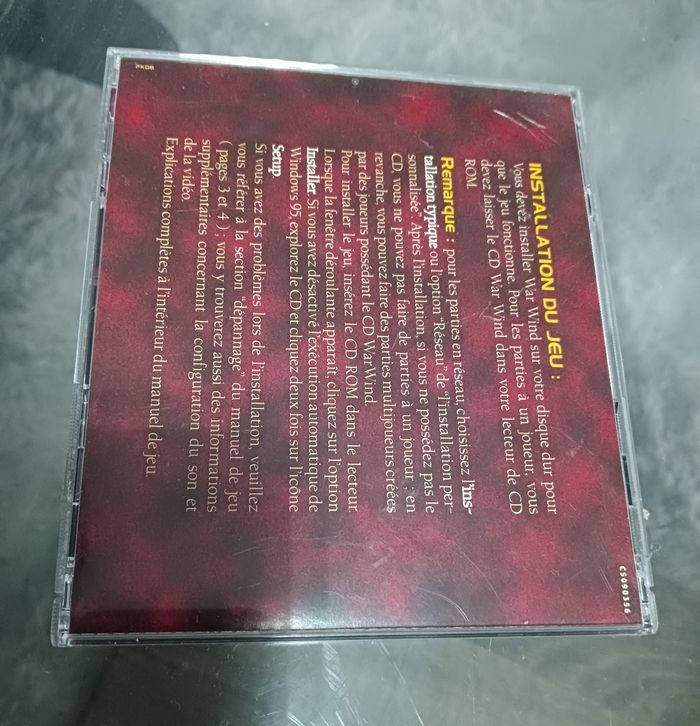 INSTALLATION DU JEU :
Vous devez installer War Wind sur votre disque dur pour
que le jeu fonctionne. Pour les parties à un joueur, vous
devez laisser le CD War Wind dans votre lecteur de CD
ROM.
Remarque : pour les parties en réseau, choisissez l'ins-
tallation typique ou l'option "Réseau" de "l'installation per-
sonnalisée". Après l'installation, si vous ne possédez pas le
CD, vous ne pouvez pas faire de parties à un joueur ; en
revanche, vous pouvez faire des parties multijoueurs créées
par des joueurs possédant le CD War Wind.
Pour installer le jeu, insérez le CD ROM dans le lecteur.
Lorsque la fenêtre déroulante apparaît, cliquez sur l'option
Installer. Si vous avez désactivé l'exécution automatique de
Windows 95, explorez le CD et cliquez deux fois sur l'icône
Setup
Si vous avez des problèmes lors de l'installation, veuillez
vous référer à la section "dépannage" du manuel de jeu
( pages 3 et 4 ) ; vous y trouverez aussi des informations
supplémentaires concernant la configuration du son et
de la vidéo.
Explications complètes à l'intérieur du manuel de jeu.
CS090356